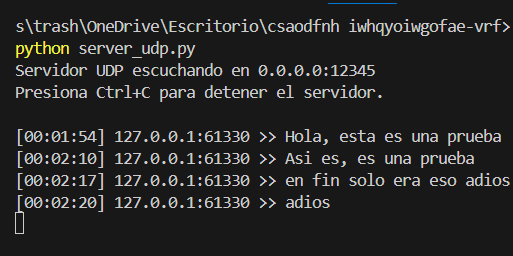 s\trash\OneDrive\Escritorio\csaodfnh iwhqyoiwgofae-vrf>
python server_udp.py
Servidor UDP escuchando en 0.0.0.0:12345
Presiona Ctrl+C para detener el servidor.
[00:01:54] 127.0.0.1:61330 >> Hola, esta es una prueba
[00:02:10] 127.0.0.1:61330 >> Asi es, es una prueba
[00:02:17] 127.0.0.1:61330 >> en fin solo era eso adios
[00:02:20] 127.0.0.1:61330 >> adios